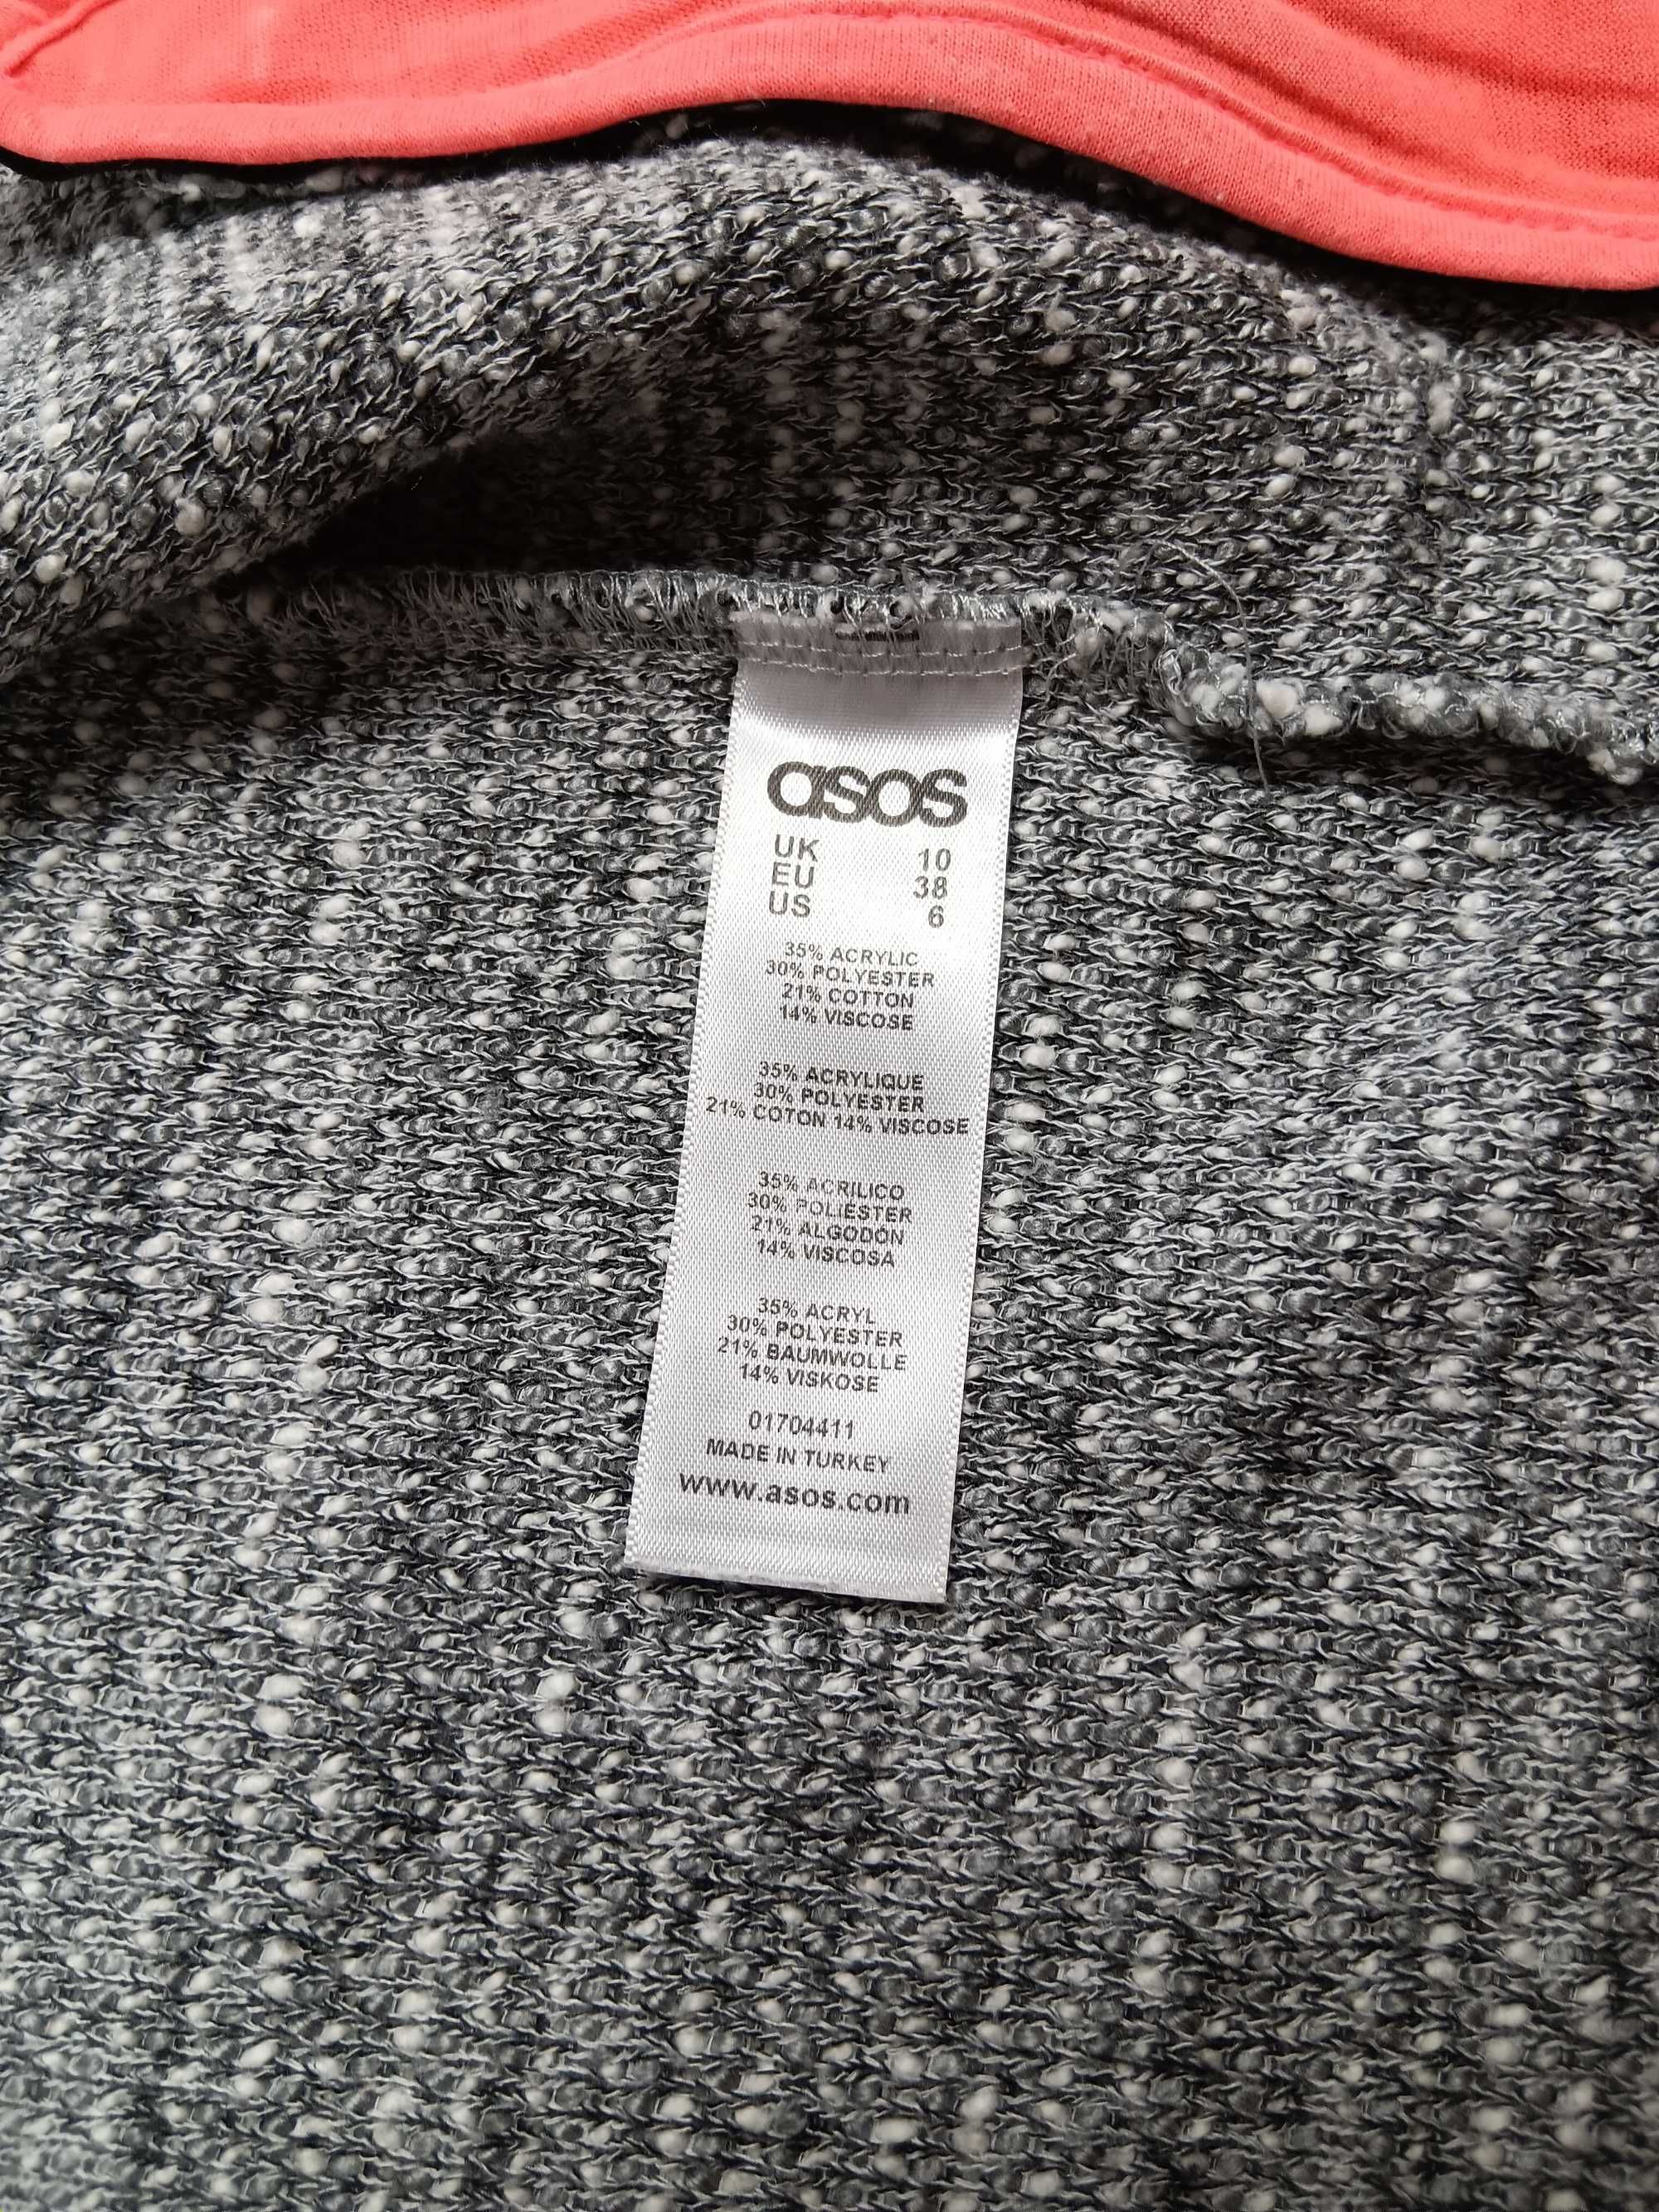 asos
UK 10
EU 38
US 6
35% ACRYLIC
30% POLYESTER
21% COTTON
14% VISCOSE
35% ACRYLIQUE
30% POLYESTER
21% COTON 14% VISCOSE
35% ACRILICO
30% POLIESTER
21% ALGODON
14% VISCOSA
35% ACRYL
30% POLYESTER
21% BAUMWOLLE
14% VISKOSE
01704411
MADE IN TURKEY
www.asos.com